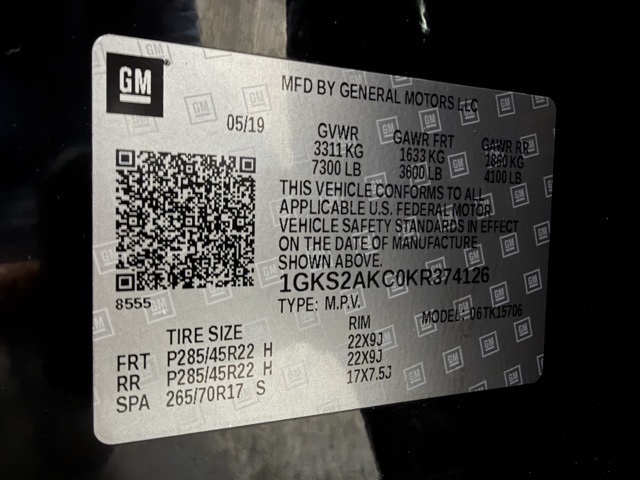 GM
MFD BY GENERAL MOTORS LLC
05/19
GVWR GAWR FRT GAWR RR
3311 KG 1633 KG 1860 KG
7300 LB 3600 LB 4100 LB
THIS VEHICLE CONFORMS TO ALL
APPLICABLE U.S. FEDERAL MOTOR
VEHICLE SAFETY STANDARDS IN EFFECT
ON THE DATE OF MANUFACTURE
SHOWN ABOVE.
1GKS2AKC0KR374126
8555
TYPE: M.P.V. MODEL: 06TK15706
TIRE SIZE RIM
FRT P285/45R22 H 22X9J
RR P285/45R22 H 22X9J
SPA 265/70R17 S 17X7.5J